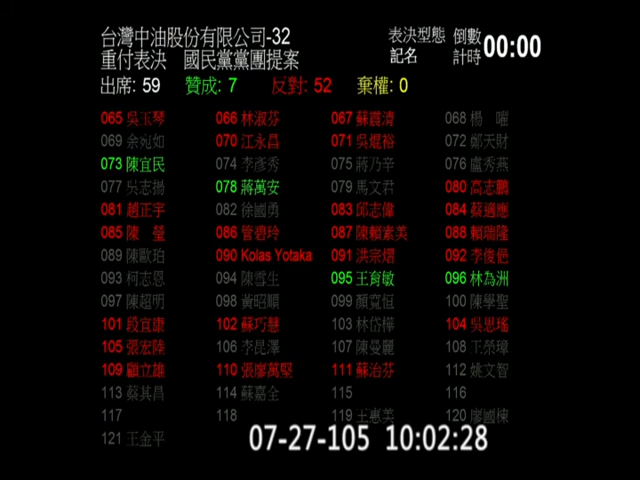 台灣中油股份有限公司-32
重付表決 國民黨黨團提案
表決型態 記名
倒數計時 00:00
出席: 59 贊成: 7 反對: 52 棄權: 0
065 吳玉琴 066 林淑芬 067 蘇震清 068 楊 曜
069 余宛如 070 江永昌 071 吳焜裕 072 鄭天財
073 陳宜民 074 李彥秀 075 蔣乃辛 076 盧秀燕
077 吳志揚 078 蔣萬安 079 馬文君 080 高志鵬
081 趙正宇 082 徐國勇 083 邱志偉 084 蔡適應
085 陳 瑩 086 管碧玲 087 陳賴素美 088 賴瑞隆
089 陳歐珀 090 Kolas Yotaka 091 洪宗熠 092 李俊俋
093 柯志恩 094 陳雪生 095 王育敏 096 林為洲
097 陳超明 098 黃昭順 099 顏寬恒 100 陳學聖
101 段宜康 102 蘇巧慧 103 林岱樺 104 吳思瑤
105 張宏陸 106 李昆澤 107 陳曼麗 108 王榮璋
109 顧立雄 110 張廖萬堅 111 蘇治芬 112 姚文智
113 蔡其昌 114 蘇嘉全 115 116
117 118 119 王惠美 120 廖國棟
121 王金平
07-27-105 10:02:28